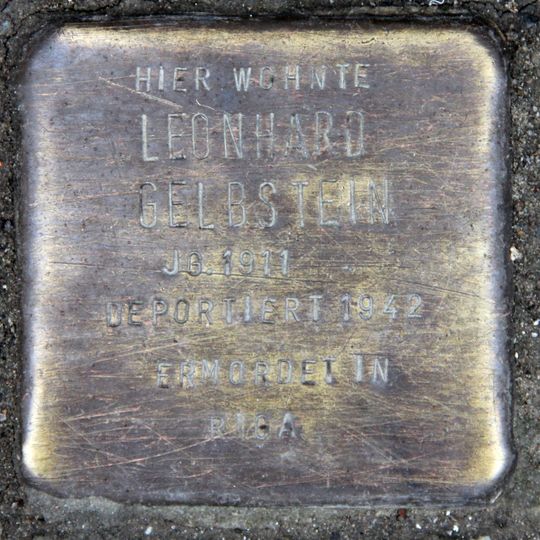 HIER WOHNTE
LEONHARD
GELBSTEIN
JG. 1911
DEPORTIERT 1942
ERMORDET IN
RIGA